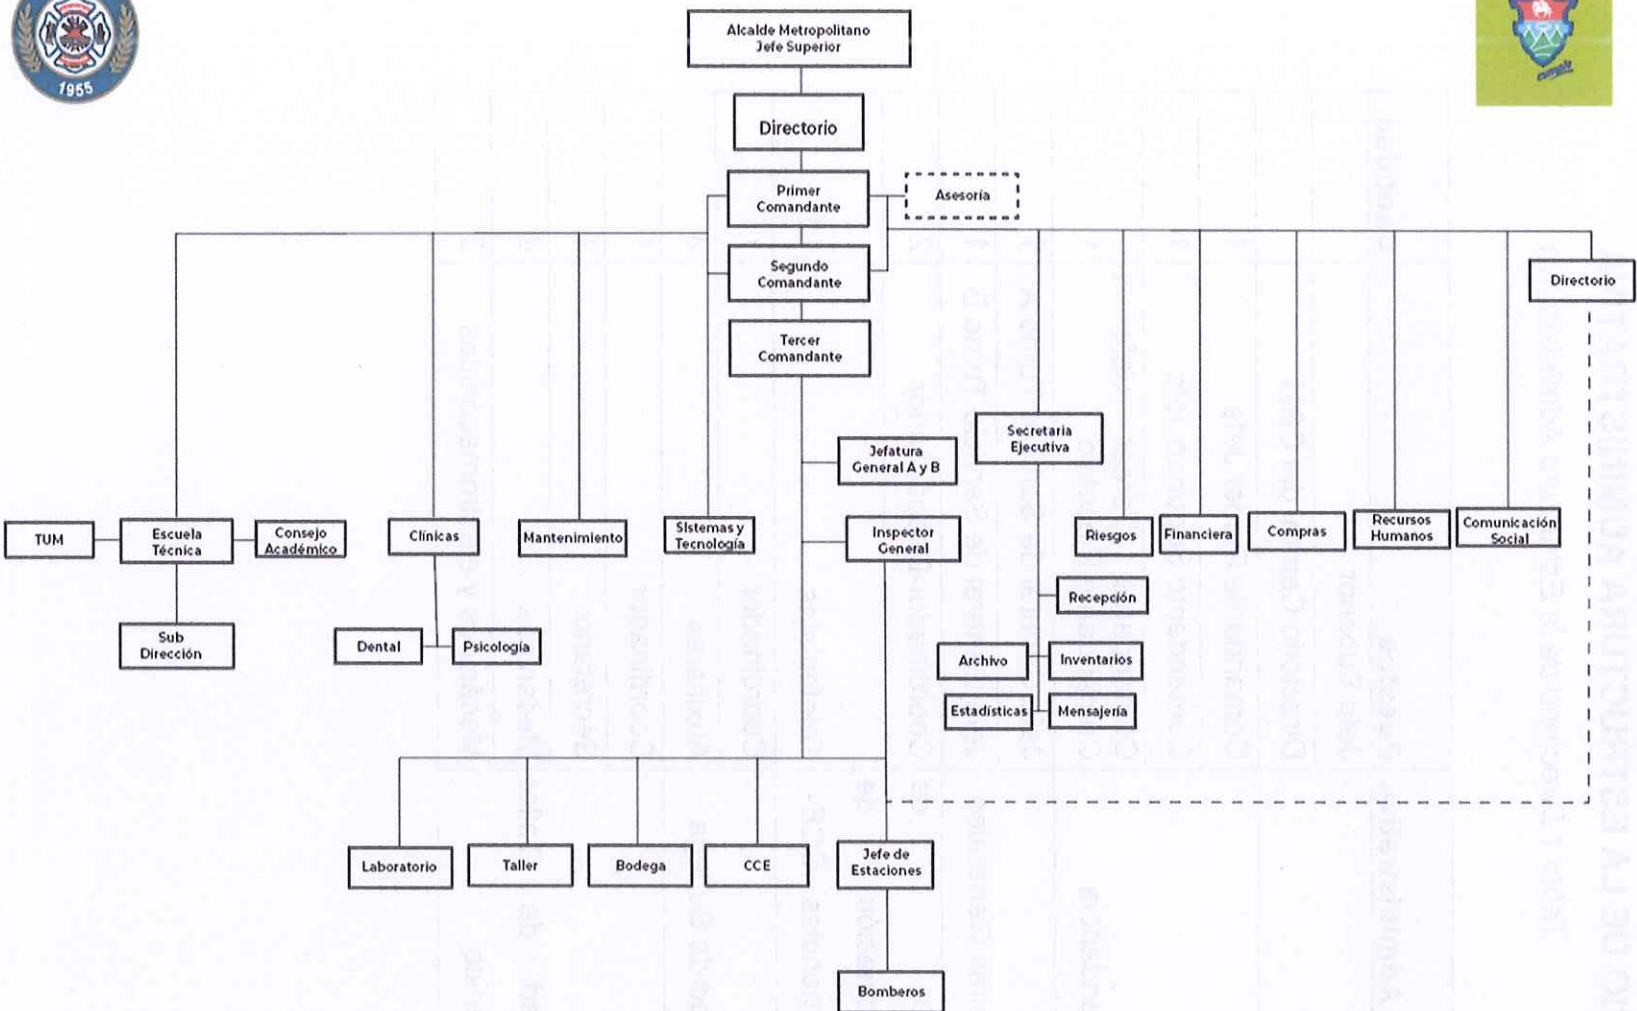 1955
cumple
Alcalde Metropolitano
Jefe Superior
Directorio
Primer
Comandante
Asesoría
Segundo
Comandante
Directorio
Tercer
Comandante
Secretaria
Ejecutiva
Jefatura
General A y B
TUM
Escuela
Técnica
Consejo
Académico
Clínicas
Mantenimiento
Sistemas y
Tecnología
Inspector
General
Riesgos
Financiera
Compras
Recursos
Humanos
Comunicación
Social
Recepción
Sub
Dirección
Dental
Psicología
Archivo
Inventarios
Estadísticas
Mensajería
Laboratorio
Taller
Bodega
CCE
Jefe de
Estaciones
Bomberos